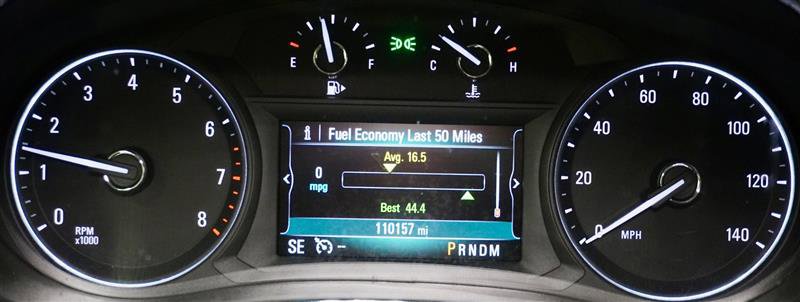 E F
C H
0 1 2 3 4 5 6 7 8
RPM
x1000
i Fuel Economy Last 50 Miles
Avg. 16.5
0
mpg
Best 44.4
110157 mi
SE -- PRNDM
0 20 40 60 80 100 120 140
MPH